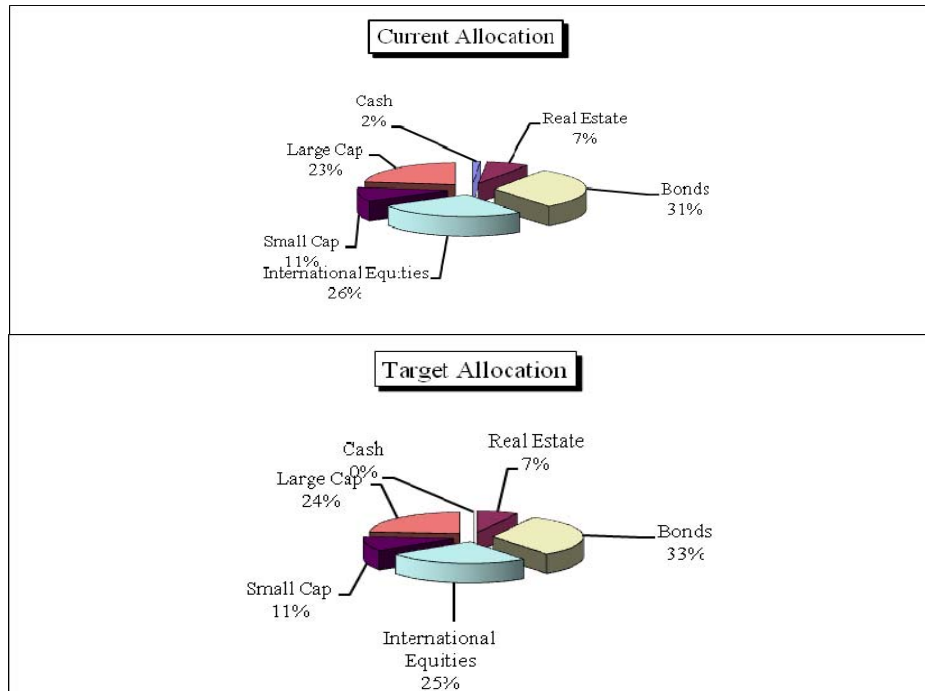 Current Allocation
Cash
2%
Real Estate
7%
Large Cap
23%
Bonds
31%
Small Cap
11%
International Equities
26%
Target Allocation
Cash
0%
Real Estate
7%
Large Cap
24%
Bonds
33%
Small Cap
11%
International
Equities
25%